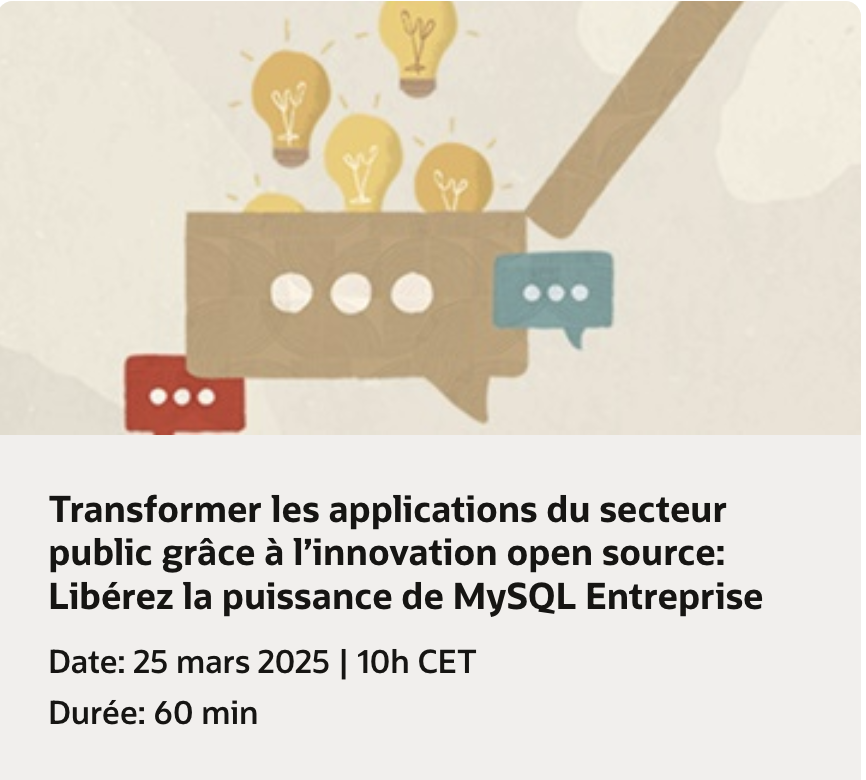 Transformer les applications du secteur
public grâce à l’innovation open source:
Libérez la puissance de MySQL Entreprise
Date: 25 mars 2025 | 10h CET
Durée: 60 min